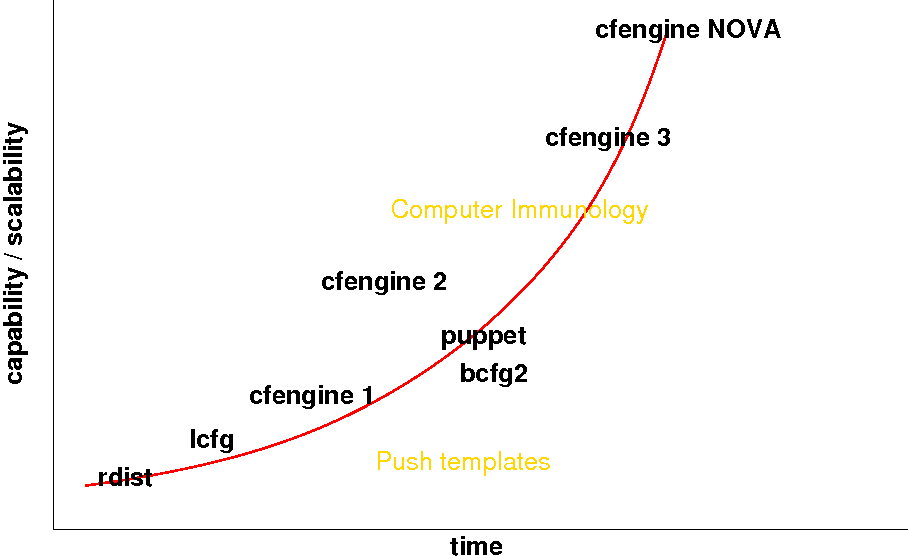 cfengine NOVA
cfengine 3
Computer Immunology
cfengine 2
puppet
bcfg2
cfengine 1
lcfg
Push templates
rdist
capability / scalability
time